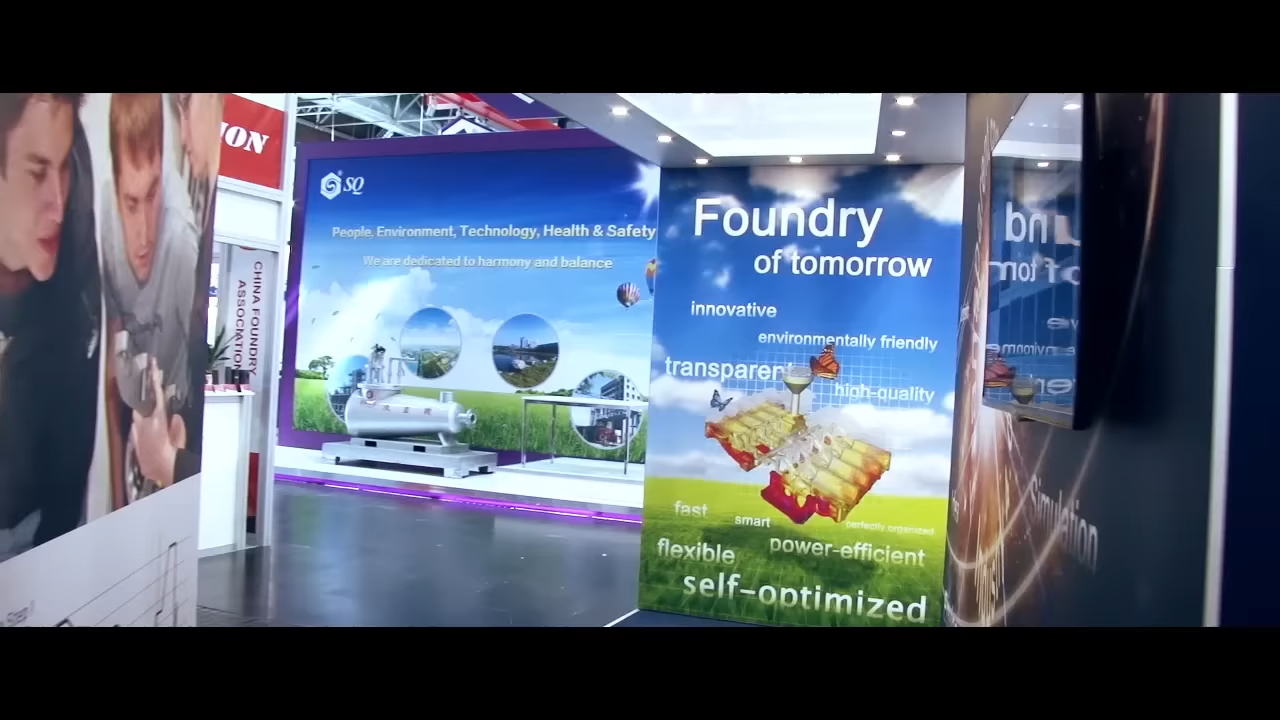 ION
SQ
People, Environment, Technology, Health & Safety
We are dedicated to harmony and balance
CHINA FOUNDRY
ASSOCIATION
Foundry
of tomorrow
innovative
environmentally friendly
transparent
high-quality
fast
smart
perfectly organized
flexible
power-efficient
self-optimized
Simulation